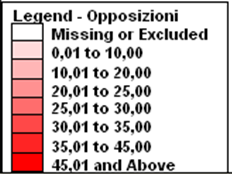 Legend - Opposizioni
Missing or Excluded
0,01 to 10,00
10,01 to 20,00
20,01 to 25,00
25,01 to 30,00
30,01 to 35,00
35,01 to 45,00
45,01 and Above